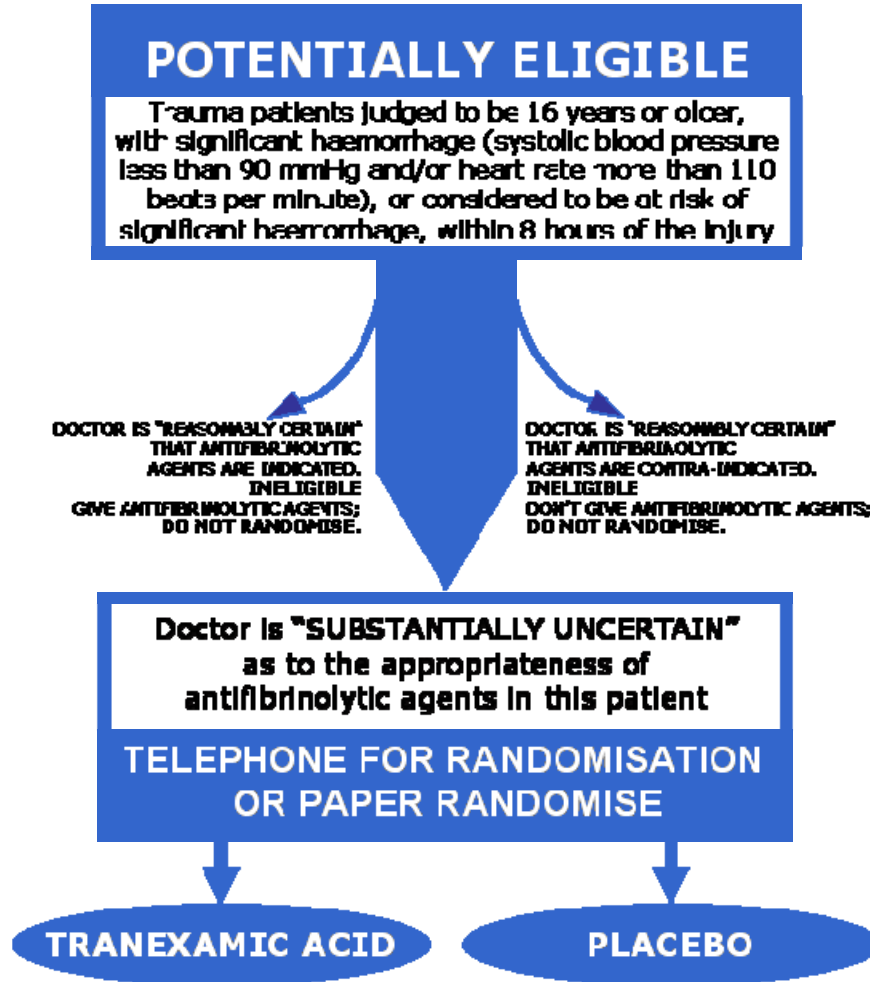 POTENTIALLY ELIGIBLE
Trauma patients judged to be 16 years or older,
with significant haemorrhage (systolic blood pressure
less than 90 mmHg and/or heart rate more than 110
beats per minute), or considered to be at risk of
significant haemorrhage, within 8 hours of the injury
DOCTOR IS "REASONABLY CERTAIN"
THAT ANTIFIBRINOLYTIC
AGENTS ARE INDICATED.
INELIGIBLE
GIVE ANTIFIBRINOLYTIC AGENTS;
DO NOT RANDOMISE.
DOCTOR IS "REASONABLY CERTAIN"
THAT ANTIFIBRINOLYTIC
AGENTS ARE CONTRA-INDICATED.
INELIGIBLE
DON'T GIVE ANTIFIBRINOLYTIC AGENTS;
DO NOT RANDOMISE.
Doctor is "SUBSTANTIALLY UNCERTAIN"
as to the appropriateness of
antifibrinolytic agents in this patient
TELEPHONE FOR RANDOMISATION
OR PAPER RANDOMISE
TRANEXAMIC ACID
PLACEBO